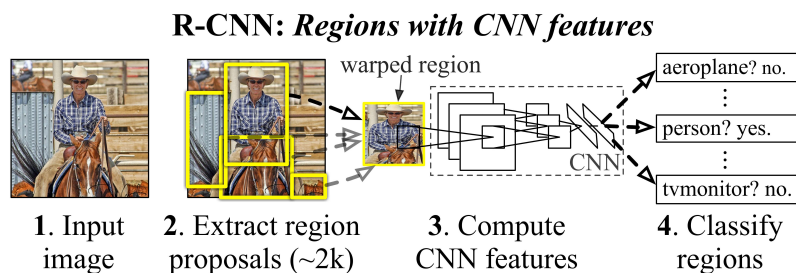 R-CNN: Regions with CNN features
warped region
aeroplane? no.
person? yes.
tvmonitor? no.
CNN
1. Input
image
2. Extract region
proposals (~2k)
3. Compute
CNN features
4. Classify
regions